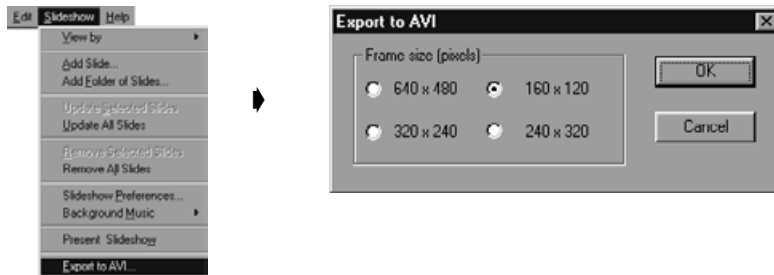 Edit Slideshow Help
View by
Add Slide...
Add Folder of Slides...
Update Selected Slides
Update All Slides
Remove Selected Slides
Remove All Slides
Slideshow Preferences...
Background Music
Present Slideshow
Export to AVI...
Export to AVI
Frame size (pixels)
640 x 480 160 x 120
320 x 240 240 x 320
OK
Cancel